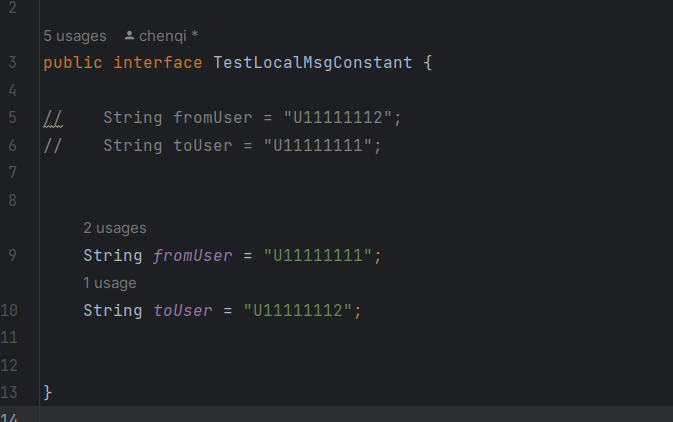 2
5 usages chenqi *
3 public interface TestLocalMsgConstant {
4
5 //    String fromUser = "U11111112";
6 //    String toUser = "U11111111";
7
8
2 usages
9 String fromUser = "U11111111";
1 usage
10 String toUser = "U11111112";
11
12
13 }
14